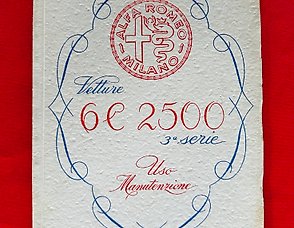 ALFA ROMEO
MILANO
Vetture
6C 2500
3a serie
Uso
Manutenzione